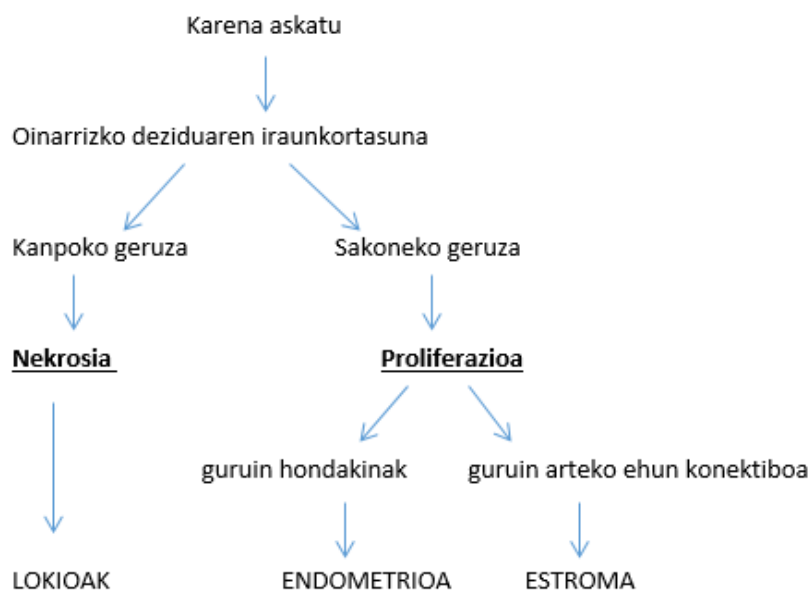 Karena askatu
Oinarrizko deziduaren iraunkortasuna
Kanpoko geruza
Sakoneko geruza
Nekrosia
Proliferazioa
guruin hondakinak
guruin arteko ehun konektiboa
LOKIOAK
ENDOMETRIOA
ESTROMA